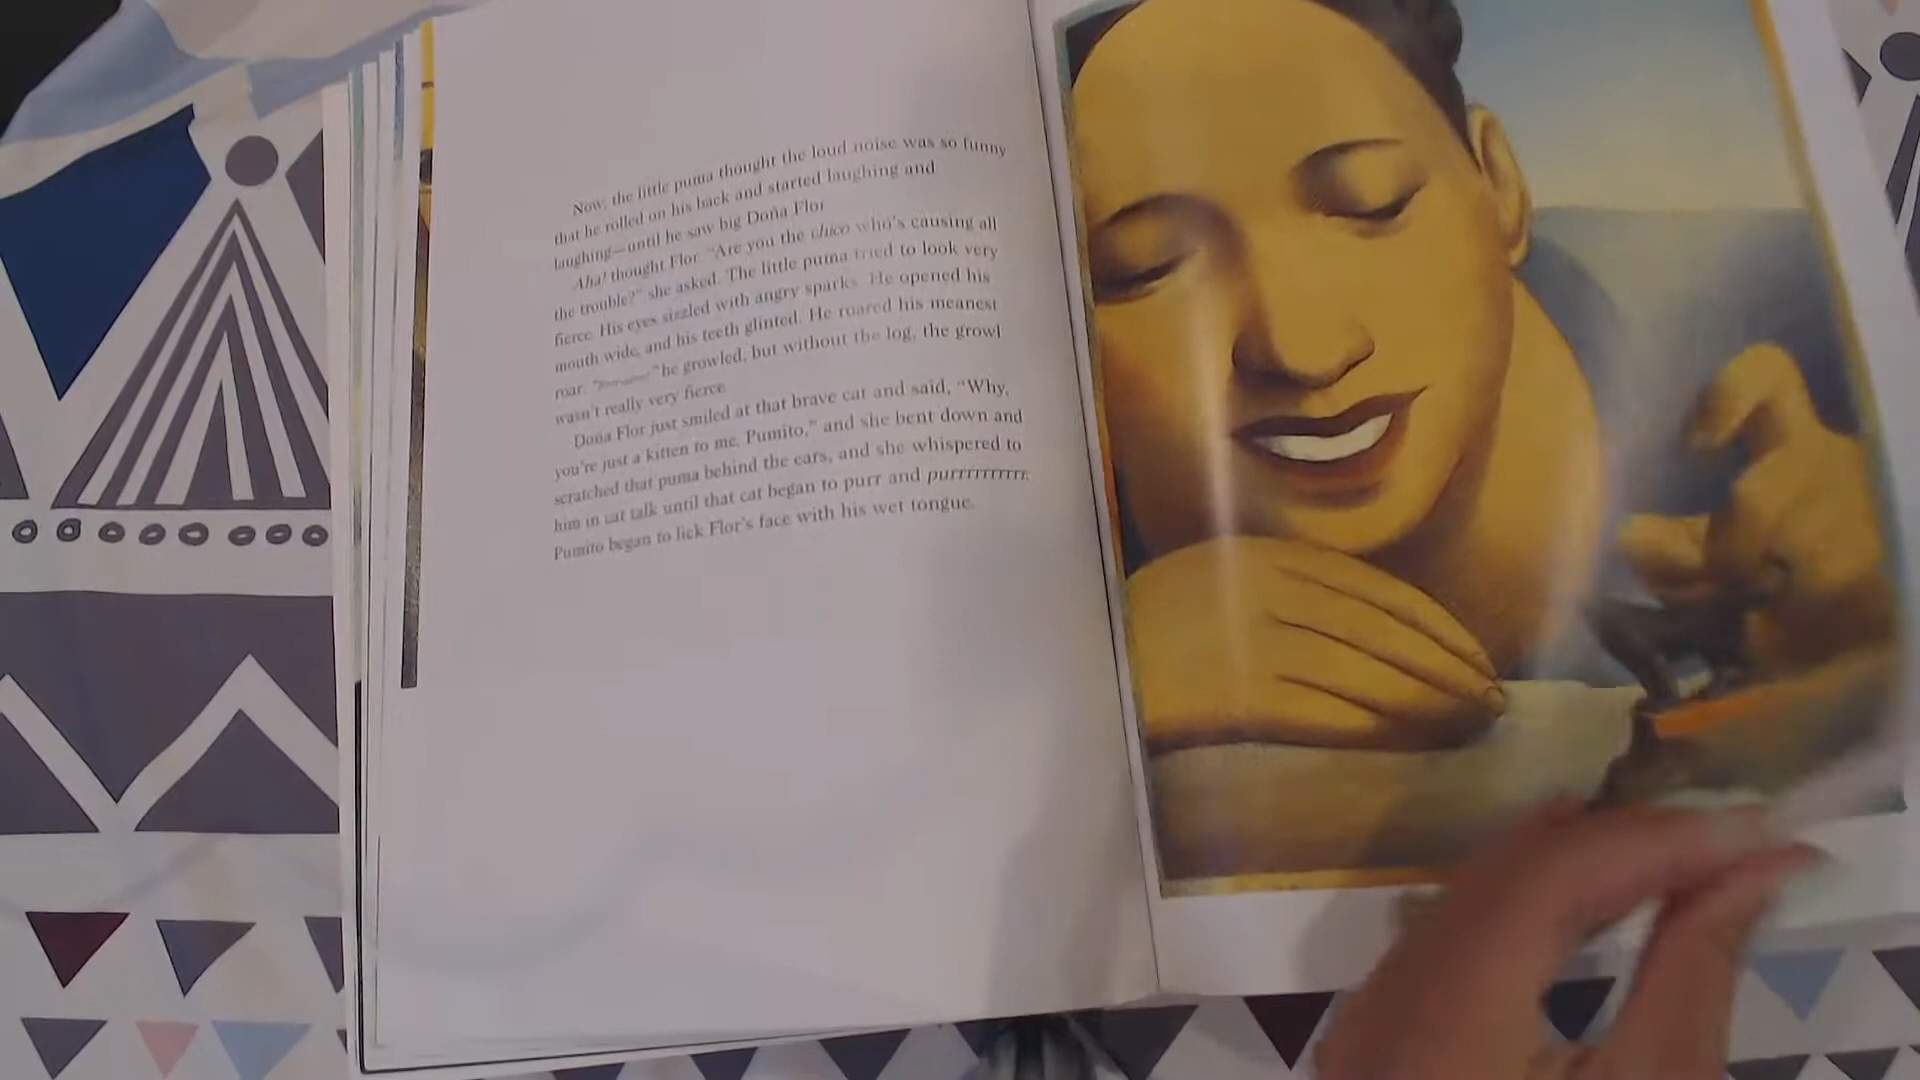 Now, the little puma thought the loud noise was so funny
that he rolled on his back and started laughing and
laughing—until he saw big Doña Flor.
Aha! thought Flor. "Are you the chico who's causing all
the trouble?" she asked. The little puma tried to look very
fierce. His eyes sizzled with angry sparks. He opened his
mouth wide, and his teeth glinted. He roared his meanest
roar. he growled, but without the log, the growl
wasn't really very fierce.
Doña Flor just smiled at that brave cat and said, "Why,
you're just a kitten to me, Pumito," and she bent down and
scratched that puma behind the ears, and she whispered to
him in cat talk until that cat began to purr and purrrrrrrrrr.
Pumito began to lick Flor's face with his wet tongue.